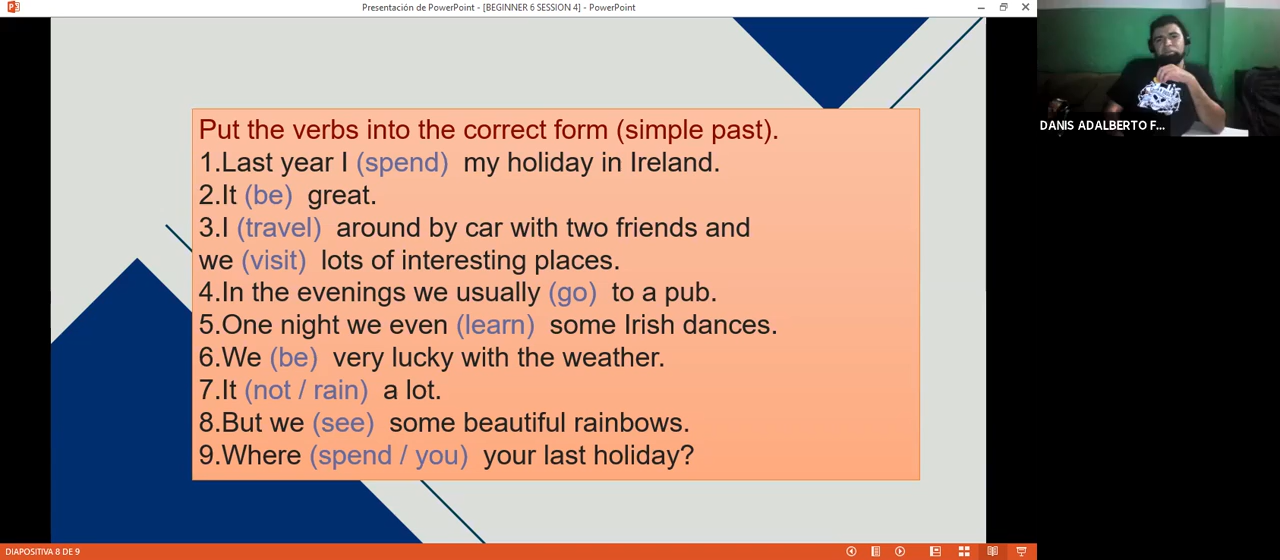 Presentación de PowerPoint - [BEGINNER 6 SESSION 4] - PowerPoint
Put the verbs into the correct form (simple past).
1.Last year I (spend) my holiday in Ireland.
2.It (be) great.
3.I (travel) around by car with two friends and
we (visit) lots of interesting places.
4.In the evenings we usually (go) to a pub.
5.One night we even (learn) some Irish dances.
6.We (be) very lucky with the weather.
7.It (not / rain) a lot.
8.But we (see) some beautiful rainbows.
9.Where (spend / you) your last holiday?
DANIS ADALBERTO F...
DIAPOSITIVA 8 DE 9